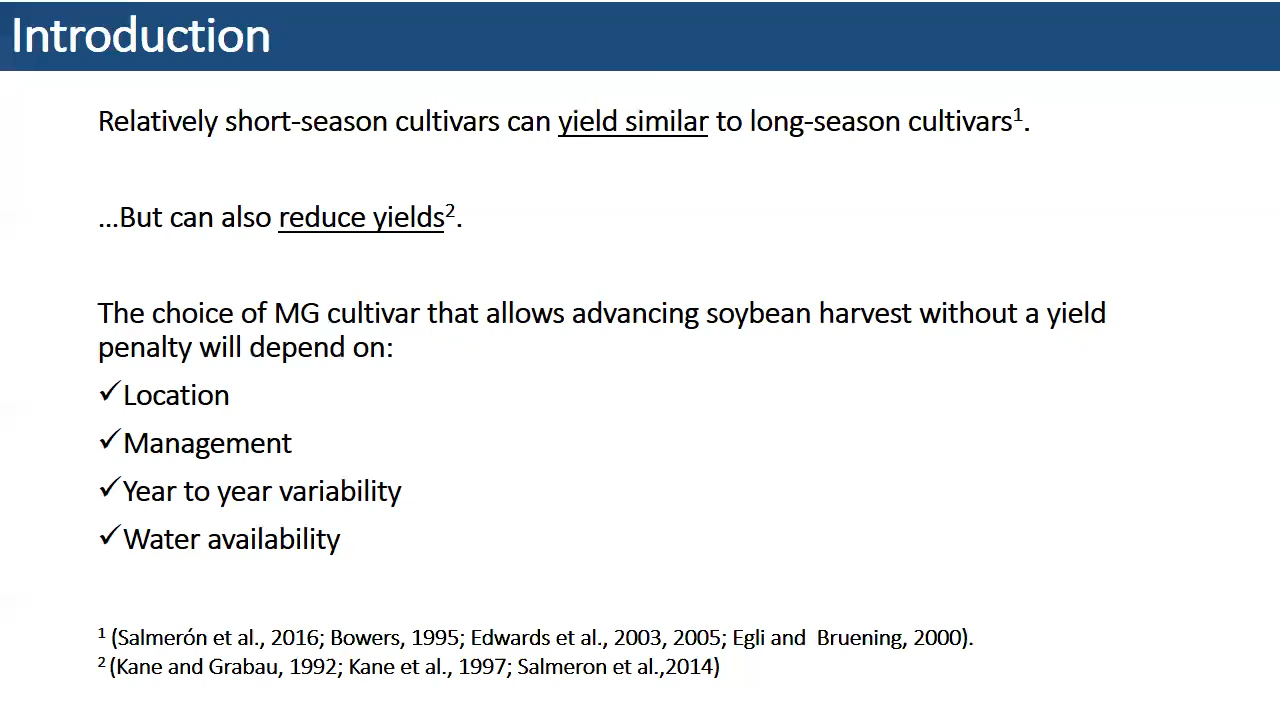 Introduction
Relatively short-season cultivars can yield similar to long-season cultivars¹.
…But can also reduce yields².
The choice of MG cultivar that allows advancing soybean harvest without a yield
penalty will depend on:
✓Location
✓Management
✓Year to year variability
✓Water availability
¹ (Salmerón et al., 2016; Bowers, 1995; Edwards et al., 2003, 2005; Egli and  Bruening, 2000).
² (Kane and Grabau, 1992; Kane et al., 1997; Salmeron et al.,2014)